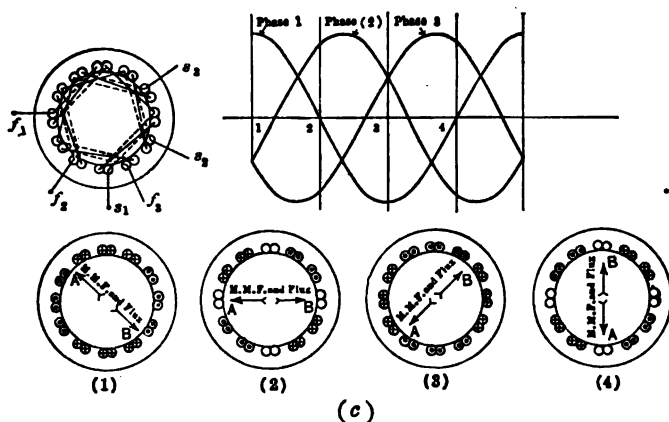 Phase 1 Phase (2) Phase 3
s3
f1
1 2 3 4
s2
f2 s1 f3
A M.M.F. and Flux B
M.M.F. and Flux
A B
M.M.F. and Flux
A B
B M.M.F. and Flux A
(1) (2) (3) (4)
(c)